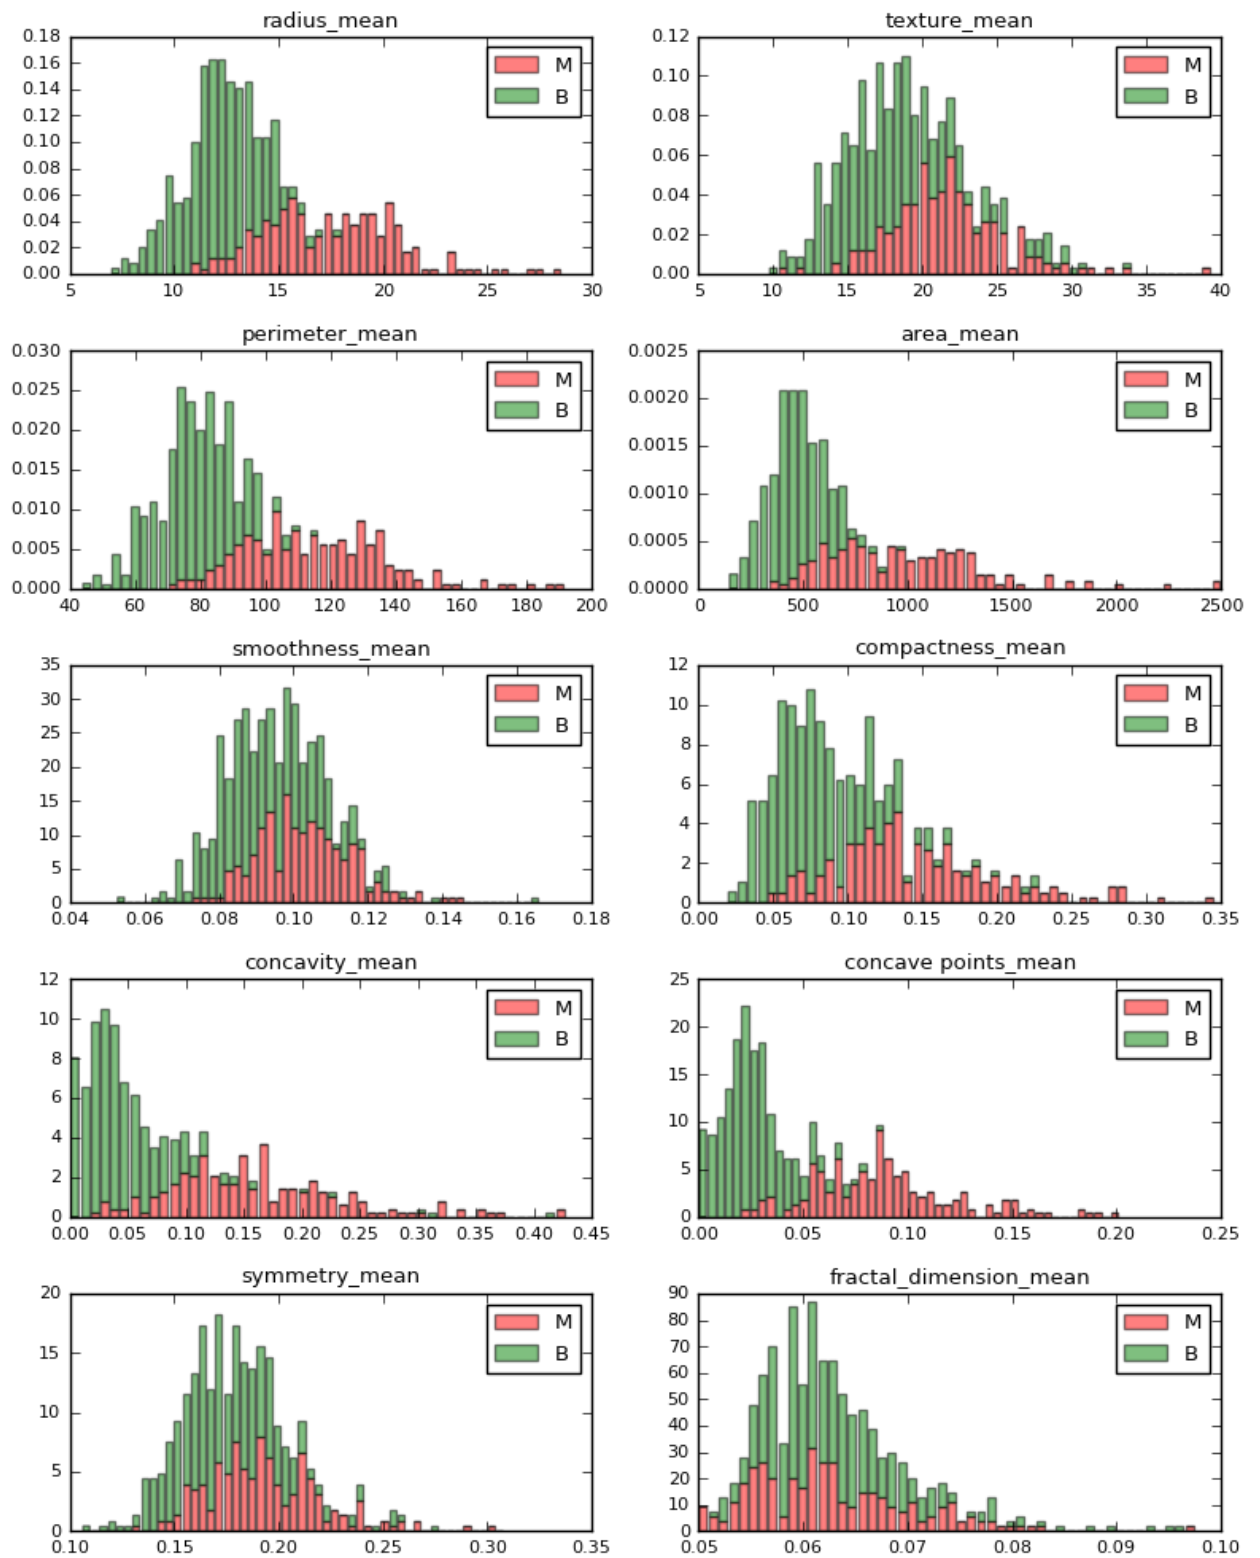 radius_mean
0.18
0.16
0.14
0.12
0.10
0.08
0.06
0.04
0.02
0.00
5 10 15 20 25 30
M
B
texture_mean
0.12
0.10
0.08
0.06
0.04
0.02
0.00
5 10 15 20 25 30 35 40
M
B
perimeter_mean
0.030
0.025
0.020
0.015
0.010
0.005
0.000
40 60 80 100 120 140 160 180 200
M
B
area_mean
0.0025
0.0020
0.0015
0.0010
0.0005
0.0000
0 500 1000 1500 2000 2500
M
B
smoothness_mean
35
30
25
20
15
10
5
0
0.04 0.06 0.08 0.10 0.12 0.14 0.16 0.18
M
B
compactness_mean
12
10
8
6
4
2
0
0.00 0.05 0.10 0.15 0.20 0.25 0.30 0.35
M
B
concavity_mean
12
10
8
6
4
2
0
0.00 0.05 0.10 0.15 0.20 0.25 0.30 0.35 0.40 0.45
M
B
concave points_mean
25
20
15
10
5
0
0.00 0.05 0.10 0.15 0.20 0.25
M
B
symmetry_mean
20
15
10
5
0
0.10 0.15 0.20 0.25 0.30 0.35
M
B
fractal_dimension_mean
90
80
70
60
50
40
30
20
10
0
0.05 0.06 0.07 0.08 0.09 0.10
M
B